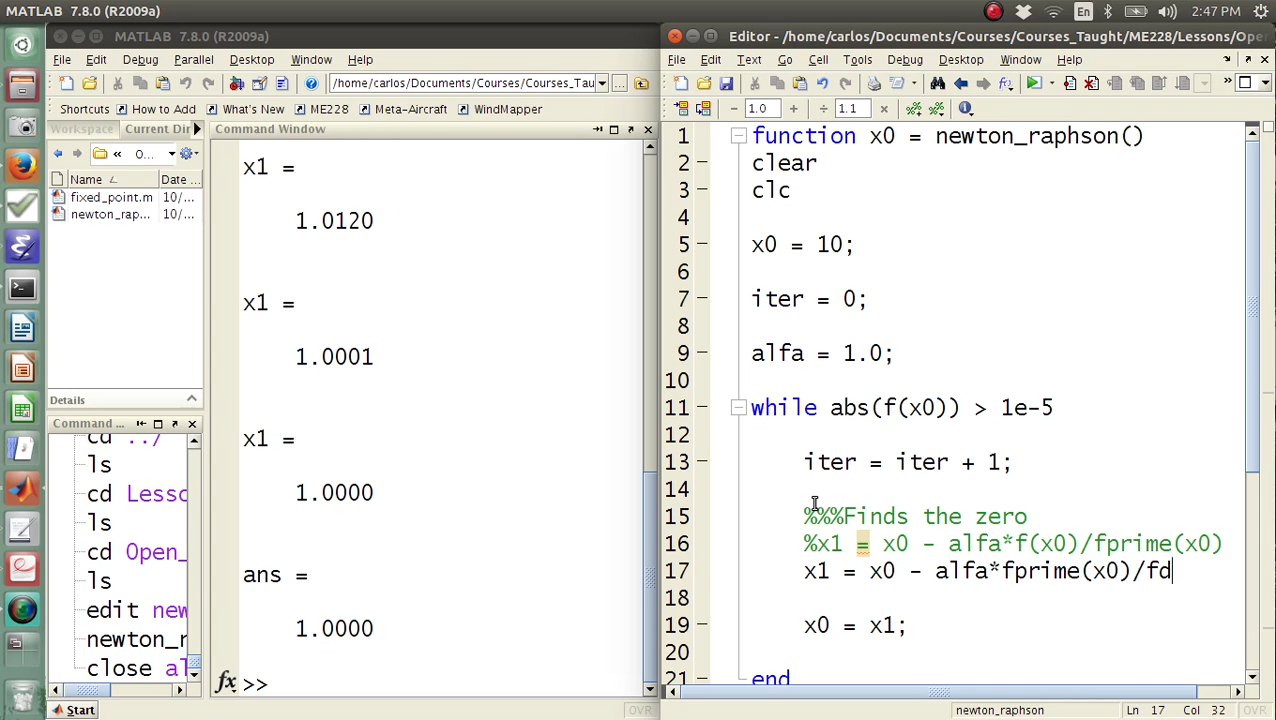 MATLAB 7.8.0 (R2009a)
En
2:47 PM
MATLAB 7.8.0 (R2009a)
File Edit Debug Parallel Desktop Window Help
/home/carlos/Documents/Courses/Courses_Tau
Shortcuts How to Add What's New ME228 Meta-Aircraft WindMapper
Workspace Current Dir
« O...
Name Date
fixed_point.m 10/...
newton_rap... 10/...
Details
Command
cd ../
ls
cd Lesso
ls
cd Open_
ls
edit new
newton_r
close al
Start
Command Window
x1 =
1.0120
x1 =
1.0001
x1 =
1.0000
ans =
1.0000
fx >>
OVR
Editor - /home/carlos/Documents/Courses/Courses_Taught/ME228/Lessons/Ope
File Edit Text Go Cell Tools Debug Desktop Window Help
− 1.0 + ÷ 1.1 ×
1 function x0 = newton_raphson()
2 clear
3 clc
4
5 x0 = 10;
6
7 iter = 0;
8
9 alfa = 1.0;
10
11 while abs(f(x0)) > 1e-5
12
13 iter = iter + 1;
14
15 %%%Finds the zero
16 %x1 = x0 - alfa*f(x0)/fprime(x0)
17 x1 = x0 - alfa*fprime(x0)/fd
18
19 x0 = x1;
20
21 end
newton_raphson
Ln 17 Col 32 OVR